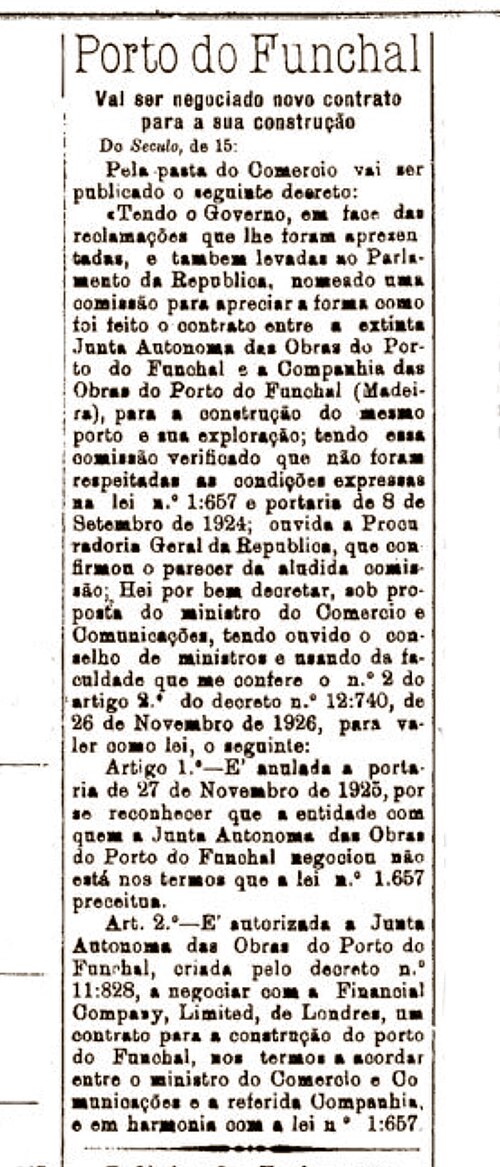 Porto do Funchal
Vai ser negociado novo contrato
para a sua construção
Do Seculo, de 15:
Pela pasta do Comercio vai ser
publicado o seguinte decreto:
«Tendo o Governo, em face das
reclamações que lhe foram apresen
tadas, e tambem levadas ao Parla-
mento da Republica, nomeado uma
comissão para apreciar a forma como
foi feito o contrato entre a extinta
Junta Autonoma das Obras do Por-
to do Funchal e a Companhia das
Obras do Porto do Funchal (Madei-
ra), para a construção do mesmo
porto e sua exploração; tendo essa
comissão verificado que não foram
respeitadas as condições expressas
na lei n.º 1:657 e portaria de 8 de
Setembro de 1924; ouvida a Procu
radoria Geral da Republica, que con
firmou o parecer da aludida comis-
são; Hei por bem decretar, sob pro-
posta do ministro do Comercio e
Comunicações, tendo ouvido o con-
selho de ministros e usando da fa-
culdade que me confere o n.º 2 do
artigo 2.º do decreto n.º 12:740, de
26 de Novembro de 1926, para va-
ler como lei, o seguinte:
Artigo 1.º—E' anulada a porta-
ria de 27 de Novembro de 1925, por
se reconhecer que a entidade com
quem a Junta Autonoma das Obras
do Porto do Funchal negociou não
está nos termos que a lei n.º 1.657
preceitua.
Art. 2.º—E' autorizada a Junta
Autonoma das Obras do Porto do
Funchal, criada pelo decreto n.º
11:828, a negociar com a Financial
Company, Limited, de Londres, um
contrato para a construção do porto
do Funchal, nos termos a acordar
entre o ministro do Comercio e Co
municações e a referida Companhia,
e em harmonia com a lei n º 1:657.